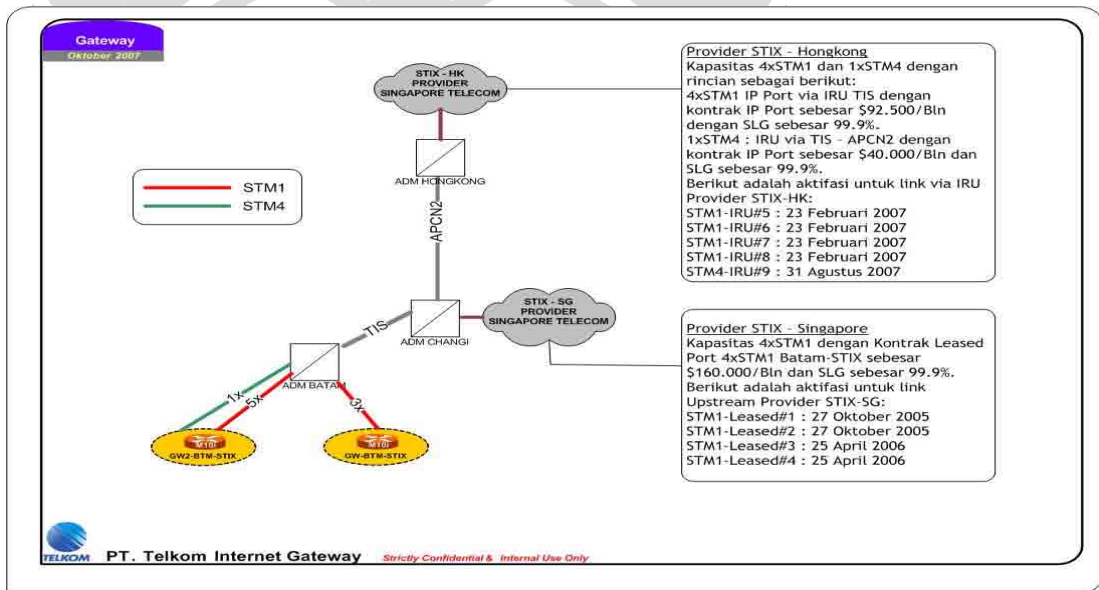 Gateway
Oktober 2007
STIX - HK
PROVIDER
SINGAPORE TELECOM
ADM HONGKONG
STM1
STM4
APCN2
STIX - SG
PROVIDER
SINGAPORE TELECOM
ADM CHANGI
TIS
ADM BATAM
1x
5x
3x
M10i
GW2-BTM-STIX
M10i
GW-BTM-STIX
Provider STIX - Hongkong
Kapasitas 4xSTM1 dan 1xSTM4 dengan
rincian sebagai berikut:
4xSTM1 IP Port via IRU TIS dengan
kontrak IP Port sebesar $92.500/Bln
dengan SLG sebesar 99.9%.
1xSTM4 : IRU via TIS - APCN2 dengan
kontrak IP Port sebesar $40.000/Bln dan
SLG sebesar 99.9%.
Berikut adalah aktifasi untuk link via IRU
Provider STIX-HK:
STM1-IRU#5 : 23 Februari 2007
STM1-IRU#6 : 23 Februari 2007
STM1-IRU#7 : 23 Februari 2007
STM1-IRU#8 : 23 Februari 2007
STM4-IRU#9 : 31 Agustus 2007
Provider STIX - Singapore
Kapasitas 4xSTM1 dengan Kontrak Leased
Port 4xSTM1 Batam-STIX sebesar
$160.000/Bln dan SLG sebesar 99.9%.
Berikut adalah aktifasi untuk link
Upstream Provider STIX-SG:
STM1-Leased#1 : 27 Oktober 2005
STM1-Leased#2 : 27 Oktober 2005
STM1-Leased#3 : 25 April 2006
STM1-Leased#4 : 25 April 2006
TELKOM
PT. Telkom Internet Gateway
Strictly Confidential & Internal Use Only